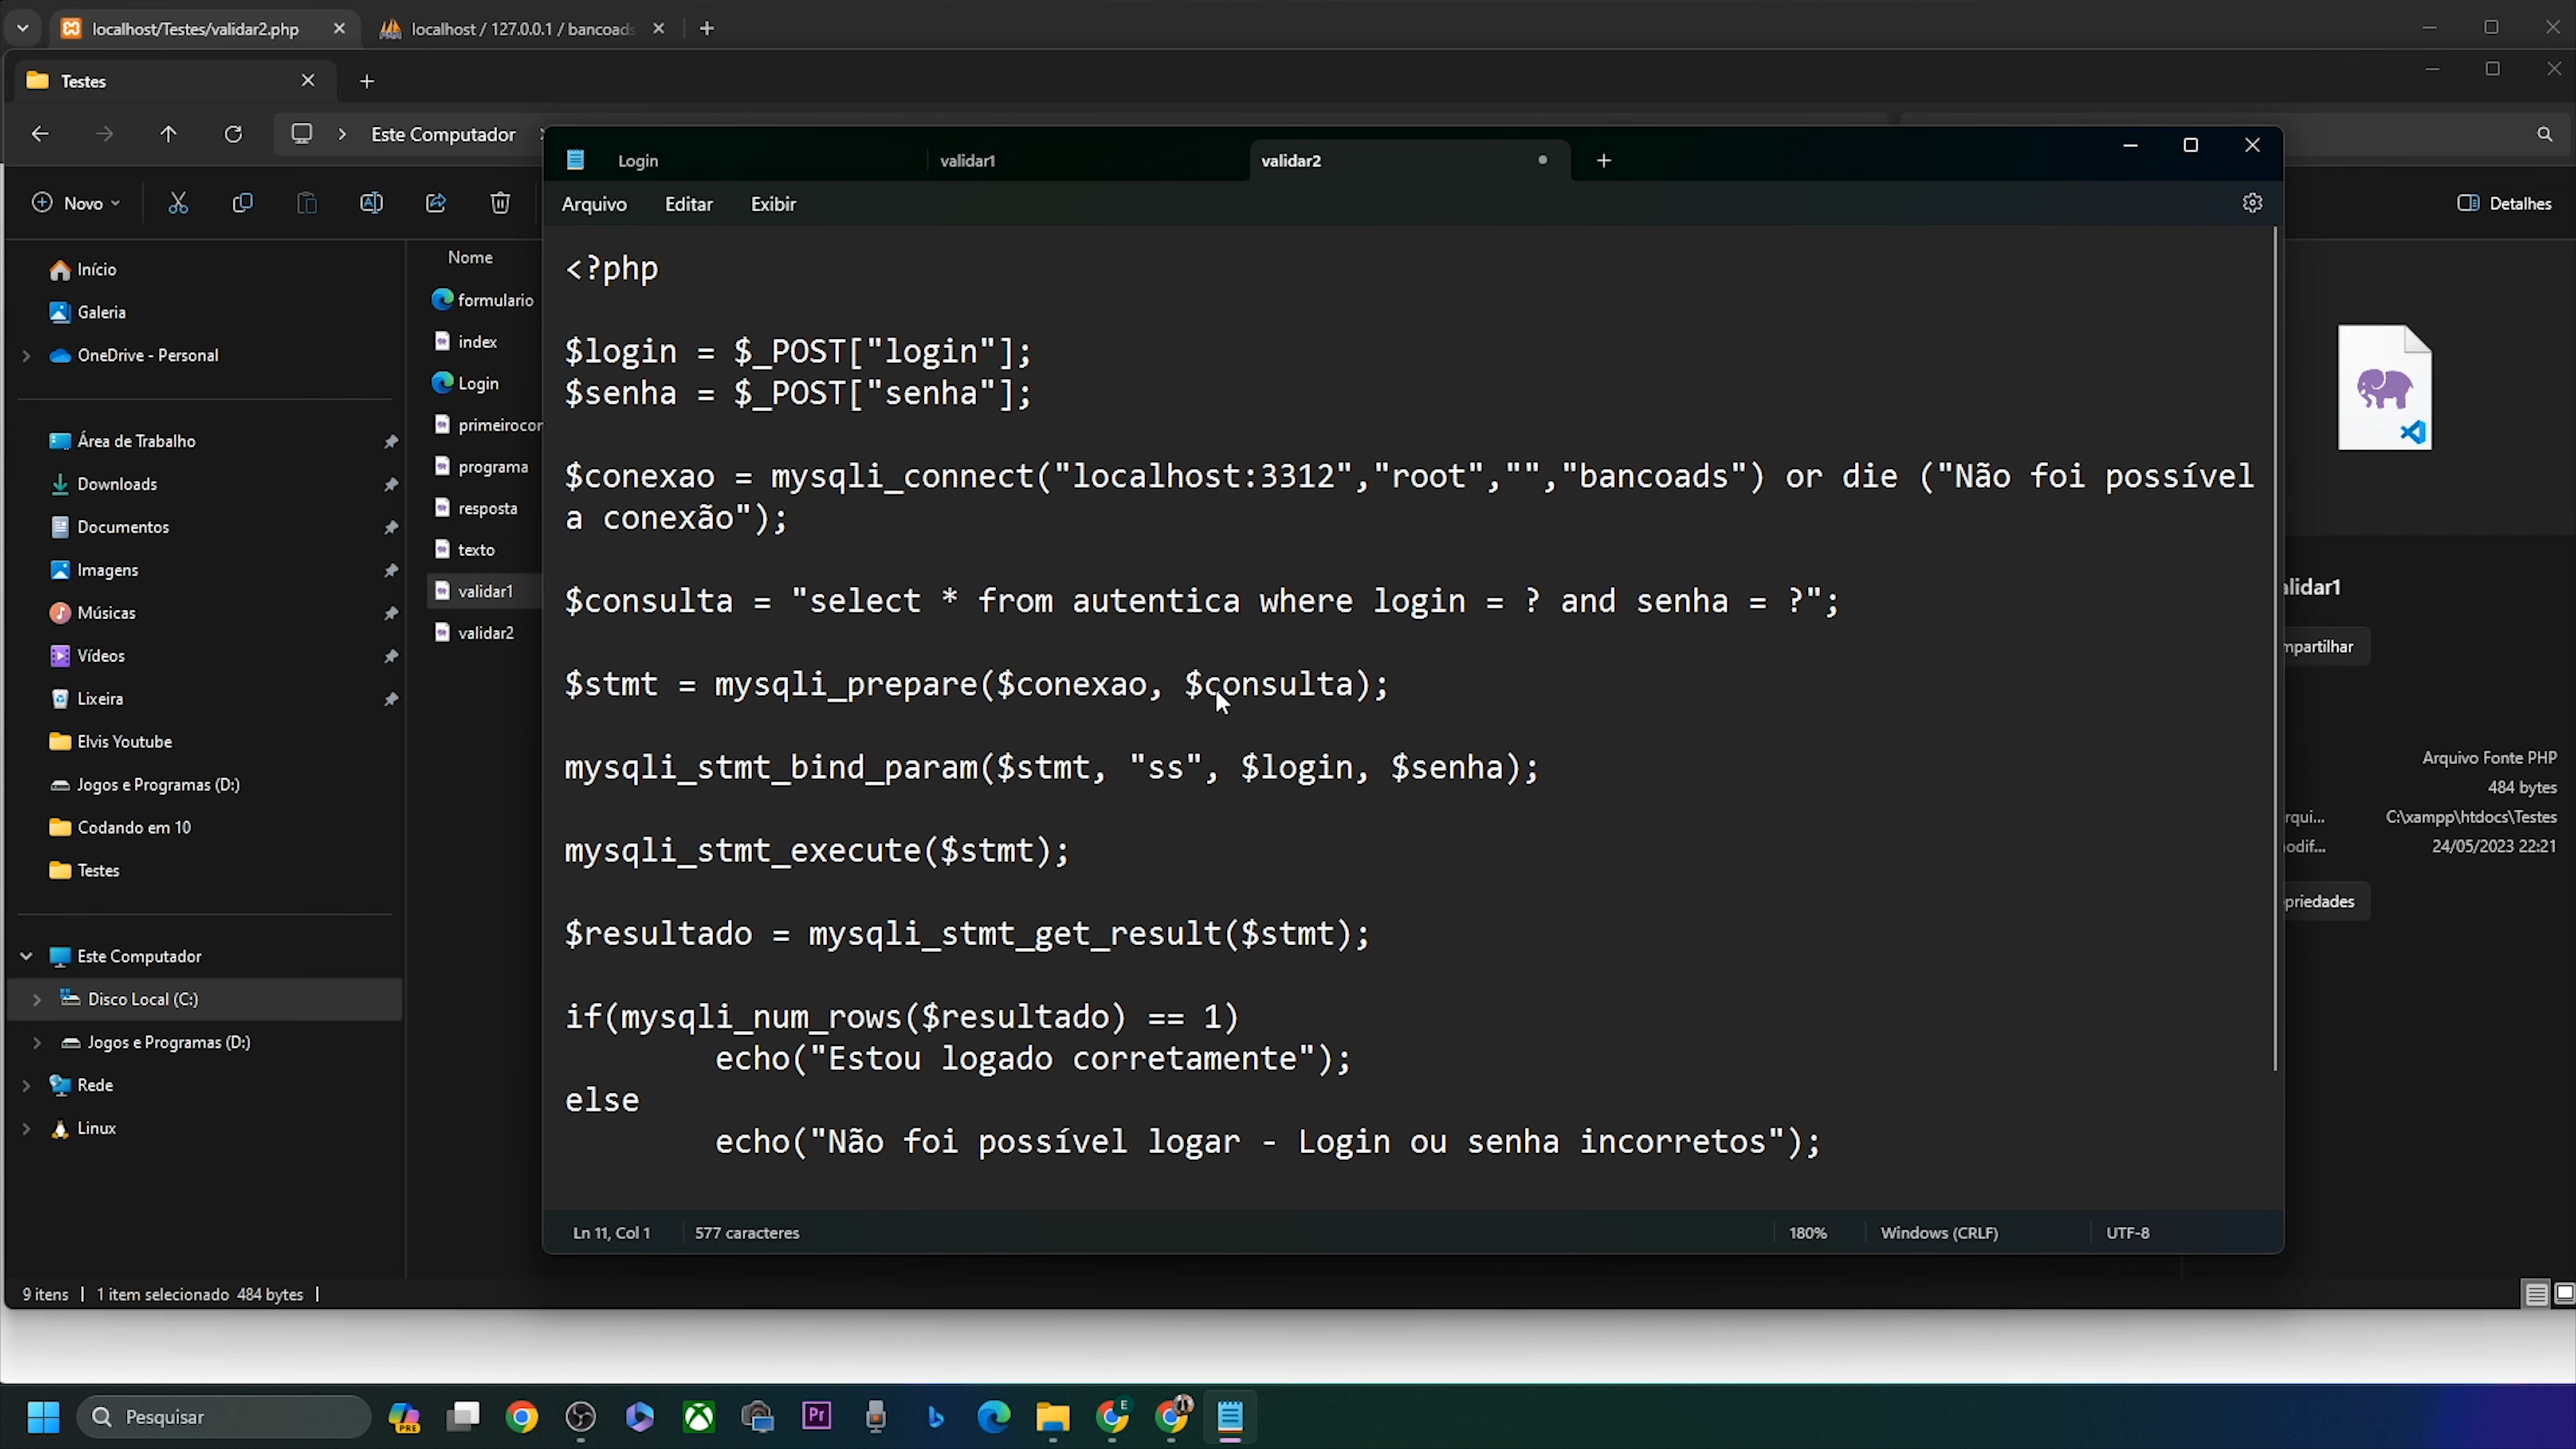 localhost/Testes/validar2.php
localhost / 127.0.0.1 / bancoads
Testes
Este Computador
Login
validar1
validar2
Novo
Arquivo
Editar
Exibir
Detalhes
Início
Galeria
OneDrive - Personal
Área de Trabalho
Downloads
Documentos
Imagens
Músicas
Vídeos
Lixeira
Elvis Youtube
Jogos e Programas (D:)
Codando em 10
Testes
Este Computador
Disco Local (C:)
Jogos e Programas (D:)
Rede
Linux
Nome
formulario
index
Login
primeirocor
programa
resposta
texto
validar1
validar2
<?php
$login = $_POST["login"];
$senha = $_POST["senha"];
$conexao = mysqli_connect("localhost:3312","root","","bancoads") or die ("Não foi possível
a conexão");
$consulta = "select * from autentica where login = ? and senha = ?";
$stmt = mysqli_prepare($conexao, $consulta);
mysqli_stmt_bind_param($stmt, "ss", $login, $senha);
mysqli_stmt_execute($stmt);
$resultado = mysqli_stmt_get_result($stmt);
if(mysqli_num_rows($resultado) == 1)
echo("Estou logado corretamente");
else
echo("Não foi possível logar - Login ou senha incorretos");
Ln 11, Col 1
577 caracteres
180%
Windows (CRLF)
UTF-8
alidar1
mpartilhar
Arquivo Fonte PHP
484 bytes
rqui...
C:\xampp\htdocs\Testes
odif...
24/05/2023 22:21
priedades
9 itens
1 item selecionado 484 bytes
Pesquisar
PRE
Pr
E